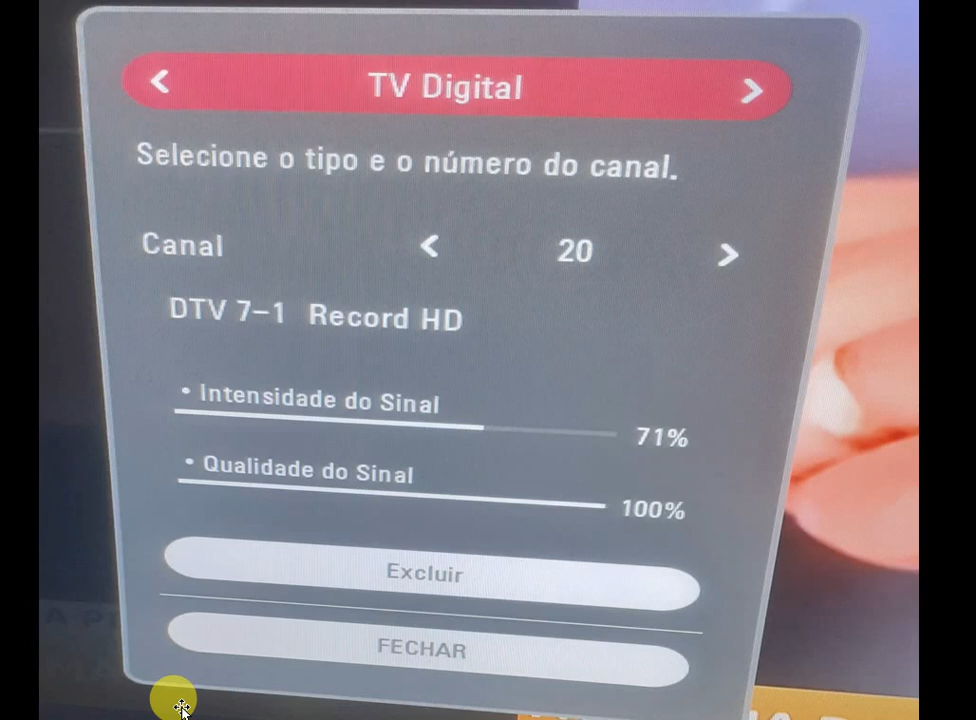 TV Digital
Selecione o tipo e o número do canal.
Canal 20
DTV 7-1 Record HD
• Intensidade do Sinal
71%
• Qualidade do Sinal
100%
Excluir
FECHAR